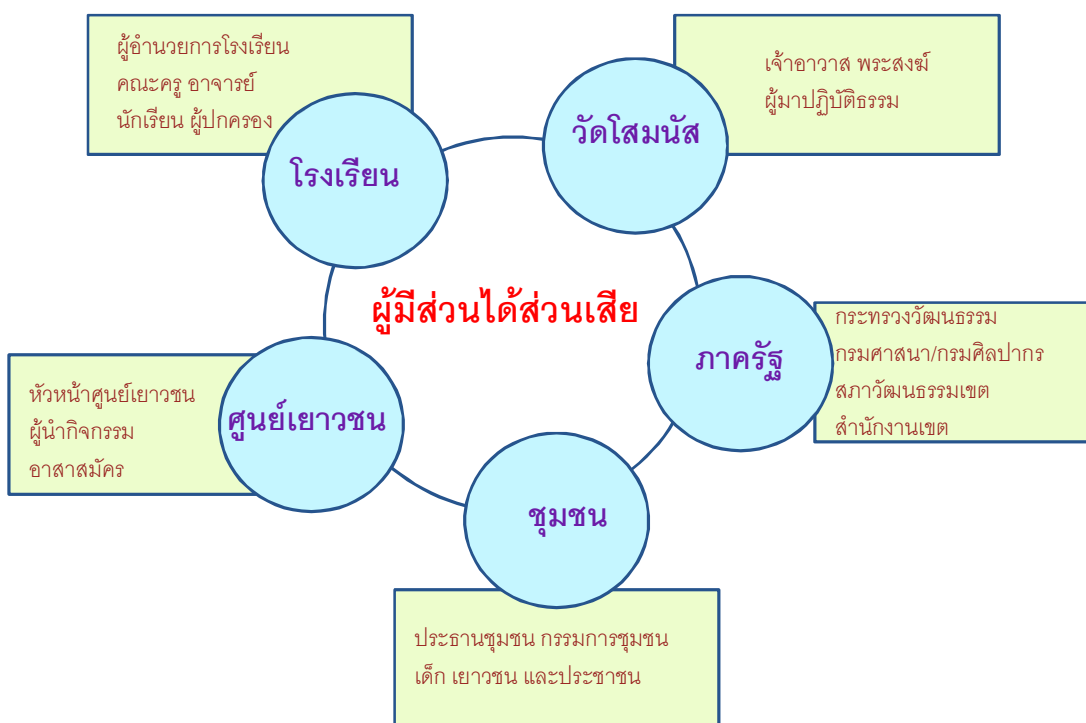 ผู้อำนวยการโรงเรียน
คณะครู อาจารย์
นักเรียน ผู้ปกครอง
โรงเรียน
วัดโสมนัส
เจ้าอาวาส พระสงฆ์
ผู้มาปฏิบัติธรรม
ผู้มีส่วนได้ส่วนเสีย
ภาครัฐ
กระทรวงวัฒนธรรม
กรมศาสนา/กรมศิลปากร
สภาวัฒนธรรมเขต
สำนักงานเขต
หัวหน้าศูนย์เยาวชน
ผู้นำกิจกรรม
อาสาสมัคร
ศูนย์เยาวชน
ชุมชน
ประธานชุมชน กรรมการชุมชน
เด็ก เยาวชน และประชาชน